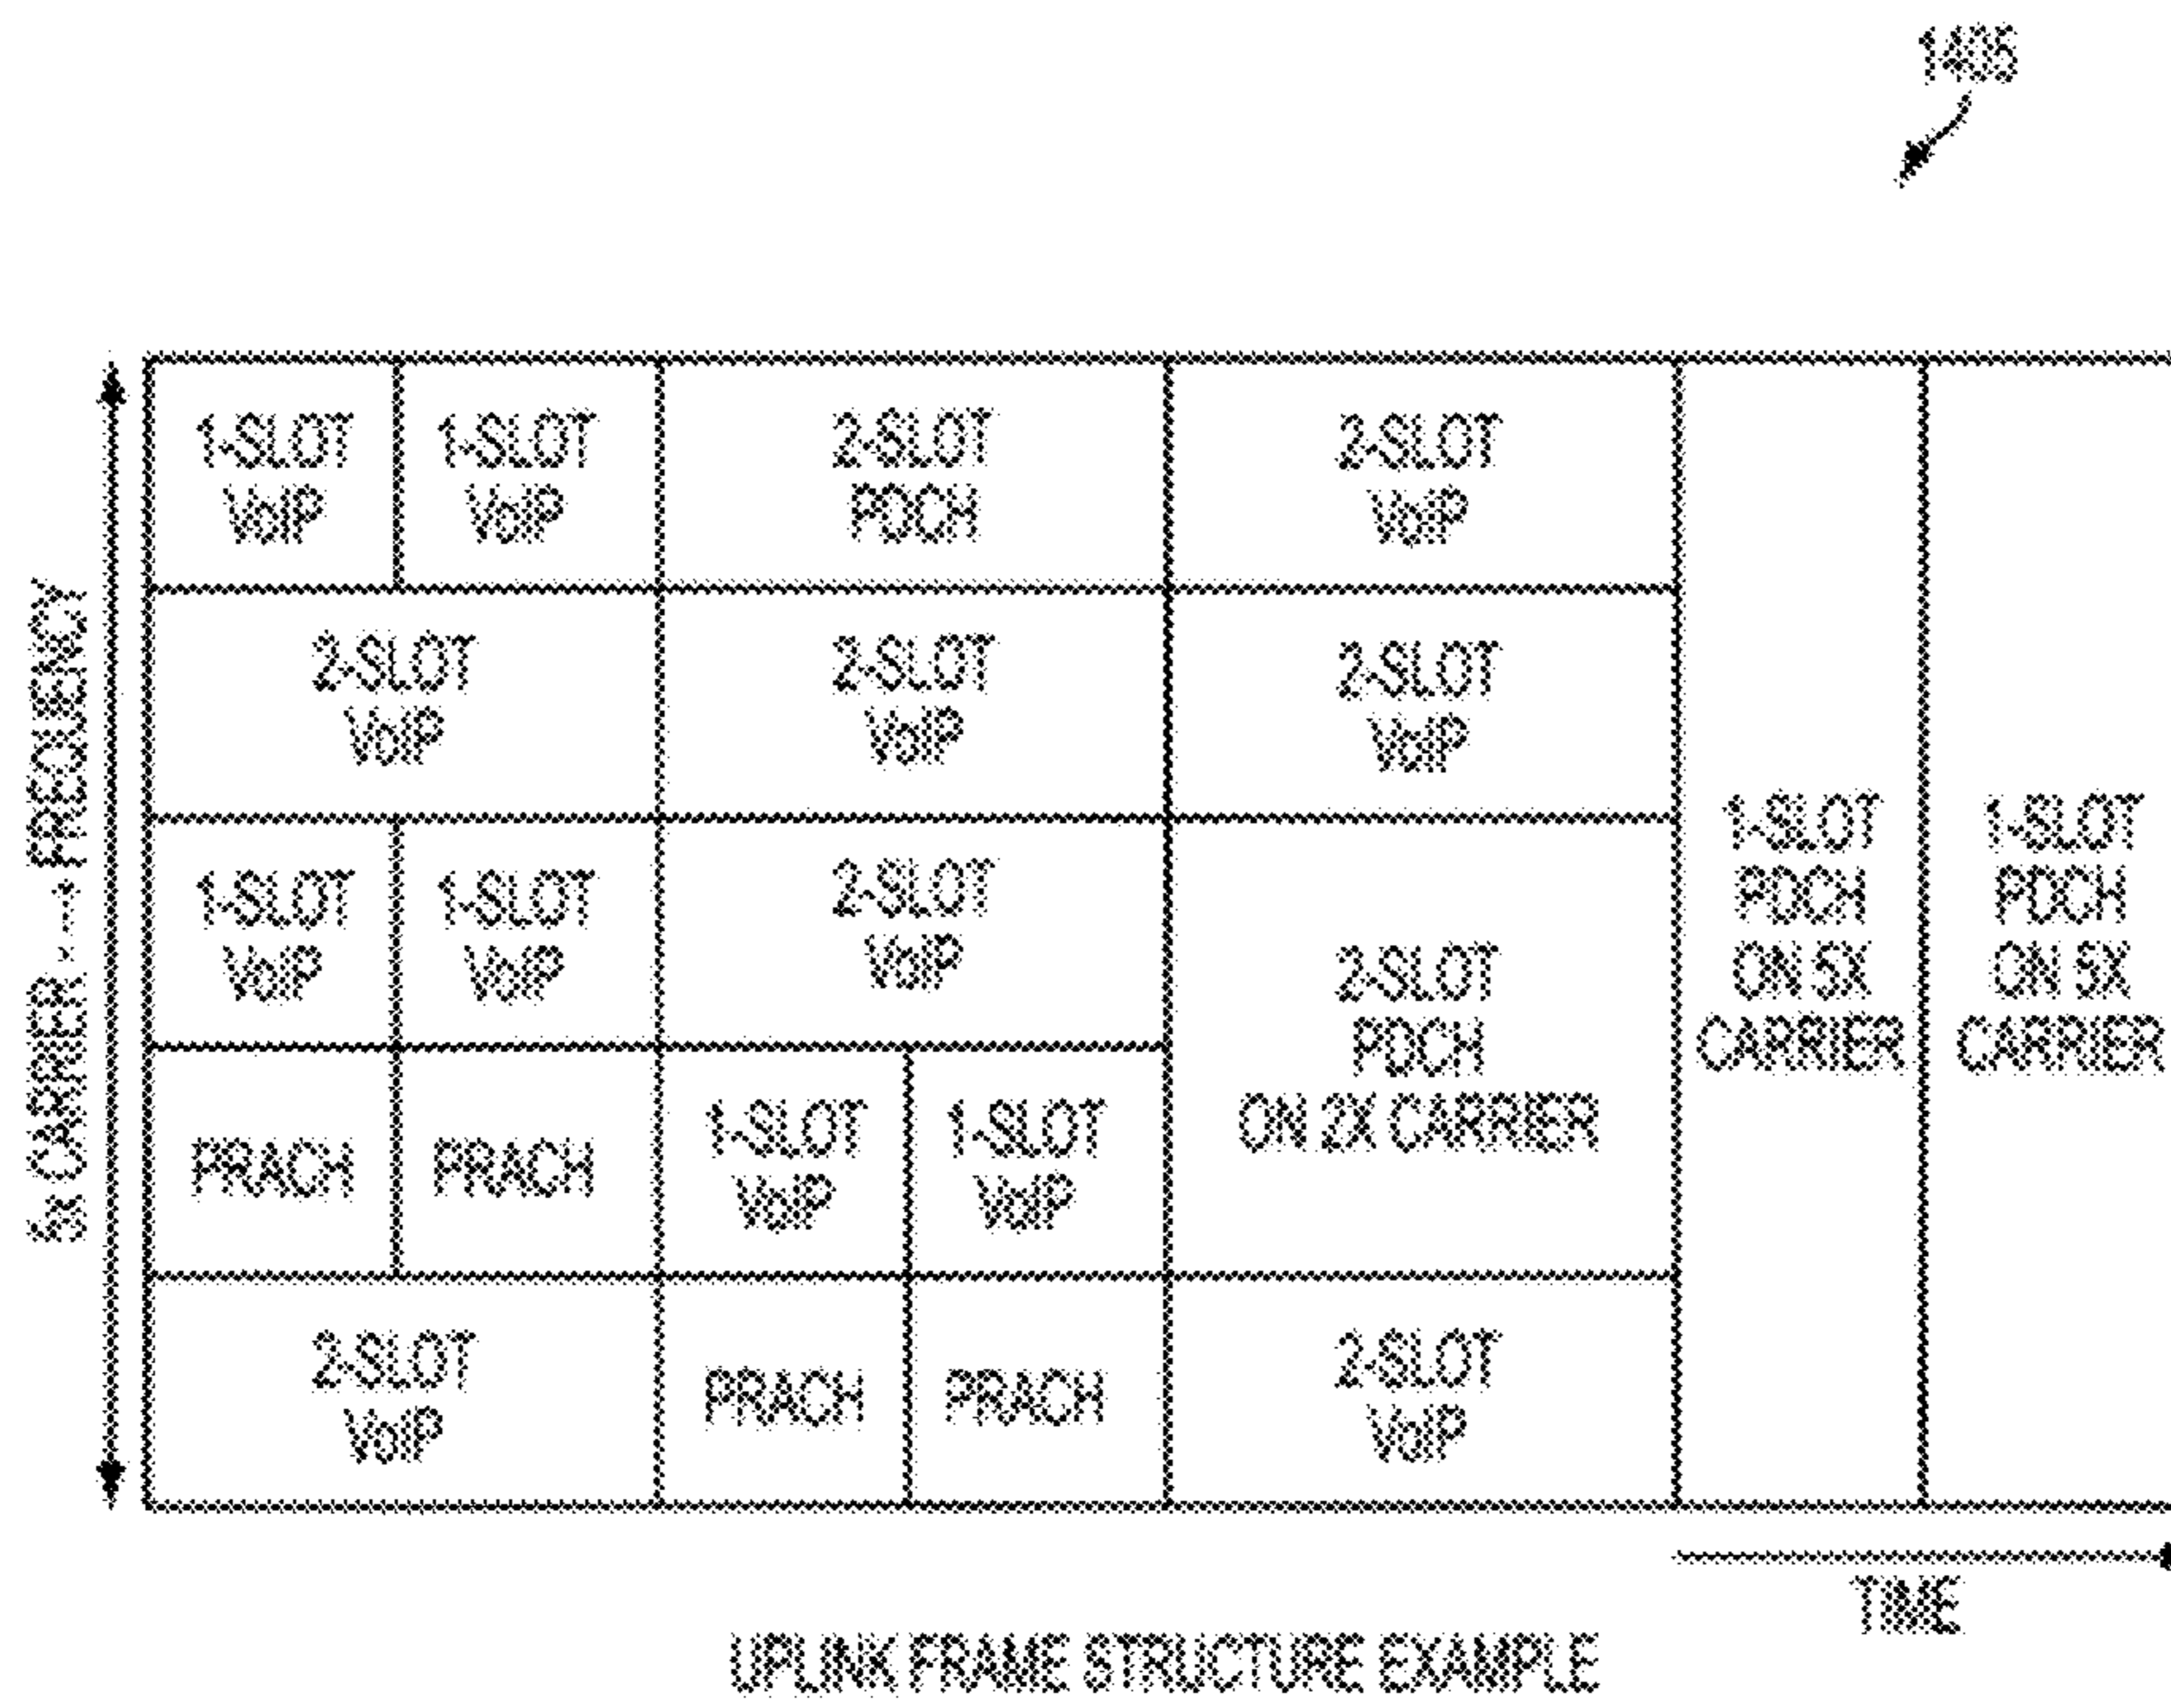 1405
5x CARRIER --→ FREQUENCY
1-SLOT
VoIP
1-SLOT
VoIP
2-SLOT
PDCH
2-SLOT
VoIP
2-SLOT
VoIP
2-SLOT
VoIP
2-SLOT
VoIP
1-SLOT
VoIP
1-SLOT
VoIP
2-SLOT
VoIP
2-SLOT
PDCH
ON 2X CARRIER
1-SLOT
PDCH
ON 5X
CARRIER
1-SLOT
PDCH
ON 5X
CARRIER
PRACH
PRACH
1-SLOT
VoIP
1-SLOT
VoIP
2-SLOT
VoIP
PRACH
PRACH
2-SLOT
VoIP
TIME
UPLINK FRAME STRUCTURE EXAMPLE